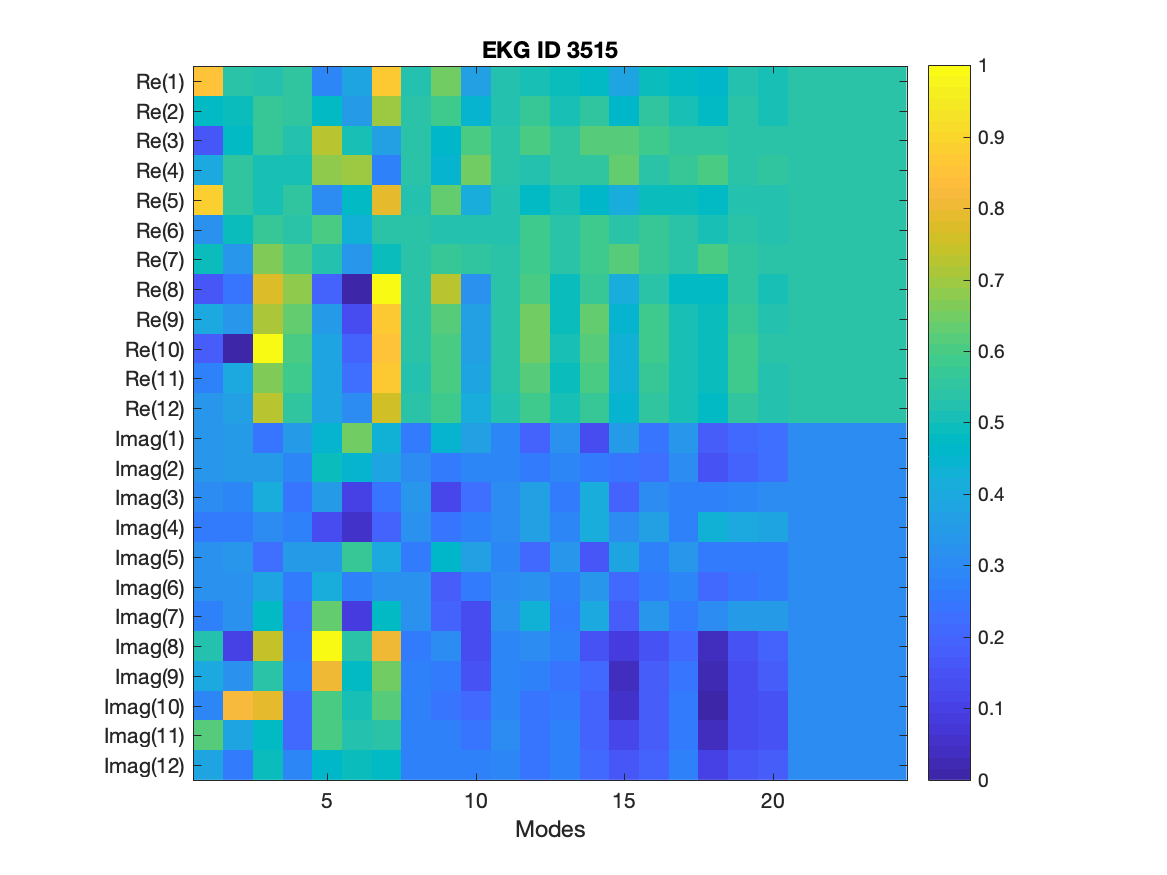 EKG ID 3515
Re(1)
Re(2)
Re(3)
Re(4)
Re(5)
Re(6)
Re(7)
Re(8)
Re(9)
Re(10)
Re(11)
Re(12)
Imag(1)
Imag(2)
Imag(3)
Imag(4)
Imag(5)
Imag(6)
Imag(7)
Imag(8)
Imag(9)
Imag(10)
Imag(11)
Imag(12)
5 10 15 20
Modes
1
0.9
0.8
0.7
0.6
0.5
0.4
0.3
0.2
0.1
0